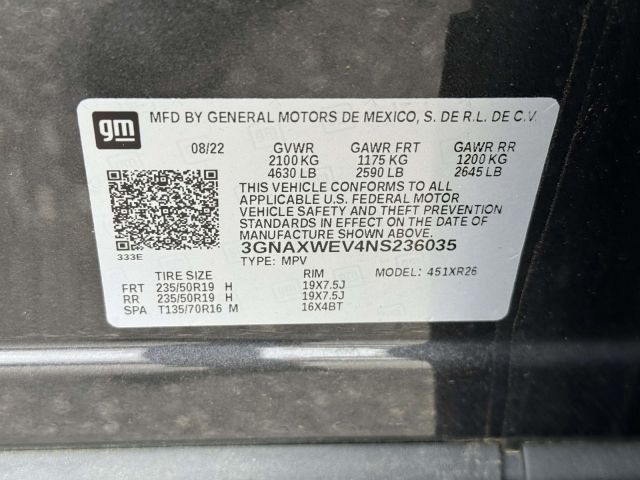 gm
MFD BY GENERAL MOTORS DE MEXICO, S. DE R.L. DE C.V.
08/22 GVWR GAWR FRT GAWR RR
2100 KG 1175 KG 1200 KG
4630 LB 2590 LB 2645 LB
THIS VEHICLE CONFORMS TO ALL
APPLICABLE U.S. FEDERAL MOTOR
VEHICLE SAFETY AND THEFT PREVENTION
STANDARDS IN EFFECT ON THE DATE OF
MANUFACTURE SHOWN ABOVE.
333E 3GNAXWEV4NS236035
TYPE: MPV MODEL: 451XR26
TIRE SIZE RIM
FRT 235/50R19 H 19X7.5J
RR 235/50R19 H 19X7.5J
SPA T135/70R16 M 16X4BT